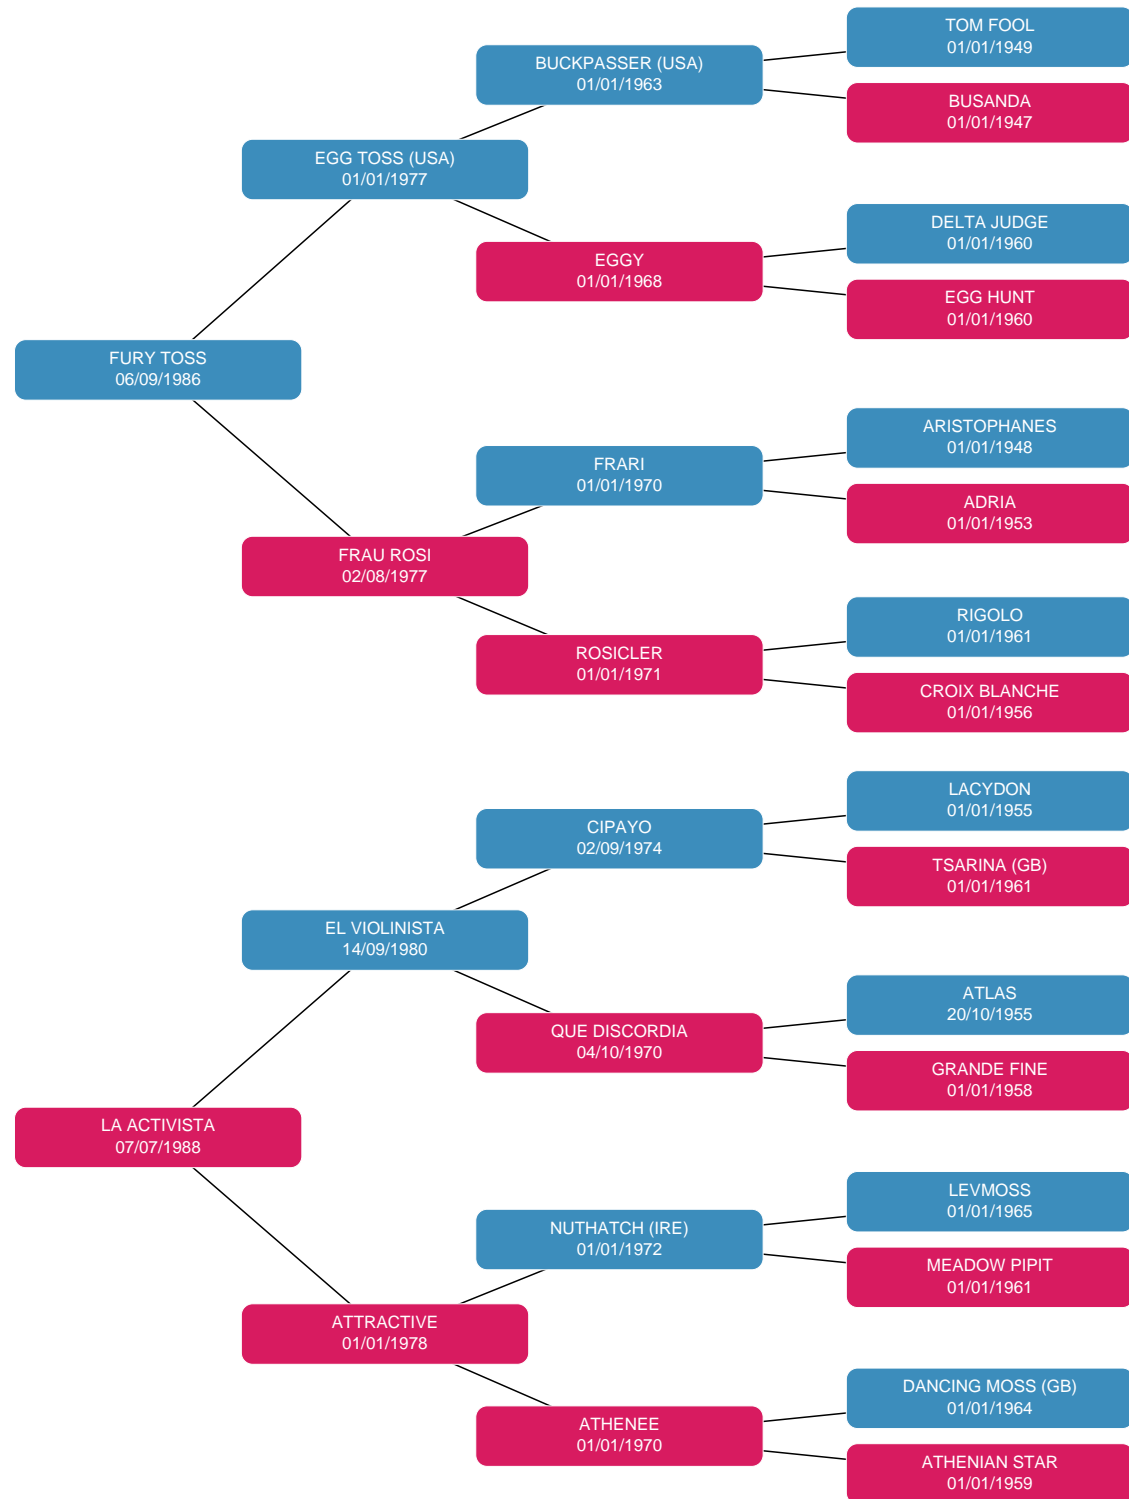 TOM FOOL
01/01/1949
BUCKPASSER (USA)
01/01/1963
BUSANDA
01/01/1947
EGG TOSS (USA)
01/01/1977
DELTA JUDGE
01/01/1960
EGGY
01/01/1968
EGG HUNT
01/01/1960
FURY TOSS
06/09/1986
ARISTOPHANES
01/01/1948
FRARI
01/01/1970
ADRIA
01/01/1953
FRAU ROSI
02/08/1977
RIGOLO
01/01/1961
ROSICLER
01/01/1971
CROIX BLANCHE
01/01/1956
LACYDON
01/01/1955
CIPAYO
02/09/1974
TSARINA (GB)
01/01/1961
EL VIOLINISTA
14/09/1980
ATLAS
20/10/1955
QUE DISCORDIA
04/10/1970
GRANDE FINE
01/01/1958
LA ACTIVISTA
07/07/1988
LEVMOSS
01/01/1965
NUTHATCH (IRE)
01/01/1972
MEADOW PIPIT
01/01/1961
ATTRACTIVE
01/01/1978
DANCING MOSS (GB)
01/01/1964
ATHENEE
01/01/1970
ATHENIAN STAR
01/01/1959